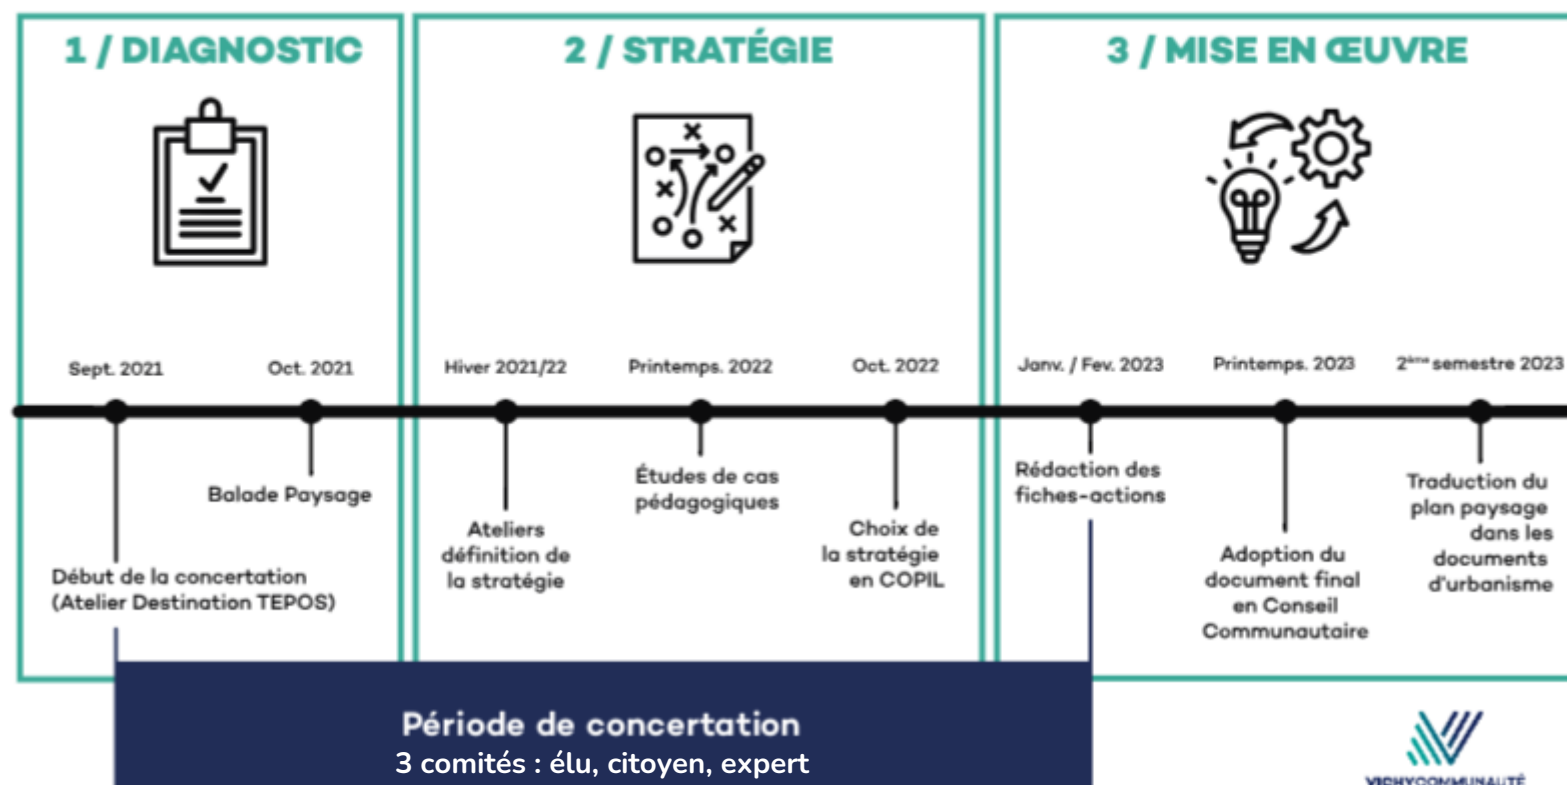 1 / DIAGNOSTIC
2 / STRATÉGIE
3 / MISE EN ŒUVRE
Sept. 2021
Oct. 2021
Hiver 2021/22
Printemps. 2022
Oct. 2022
Janv. / Fev. 2023
Printemps. 2023
2ème semestre 2023
Début de la concertation
(Atelier Destination TEPOS)
Balade Paysage
Ateliers
définition de
la stratégie
Études de cas
pédagogiques
Choix de
la stratégie
en COPIL
Rédaction des
fiches-actions
Adoption du
document final
en Conseil
Communautaire
Traduction du
plan paysage
dans les
documents
d'urbanisme
Période de concertation
3 comités : élu, citoyen, expert
VICHYCOMMUNAUTÉ